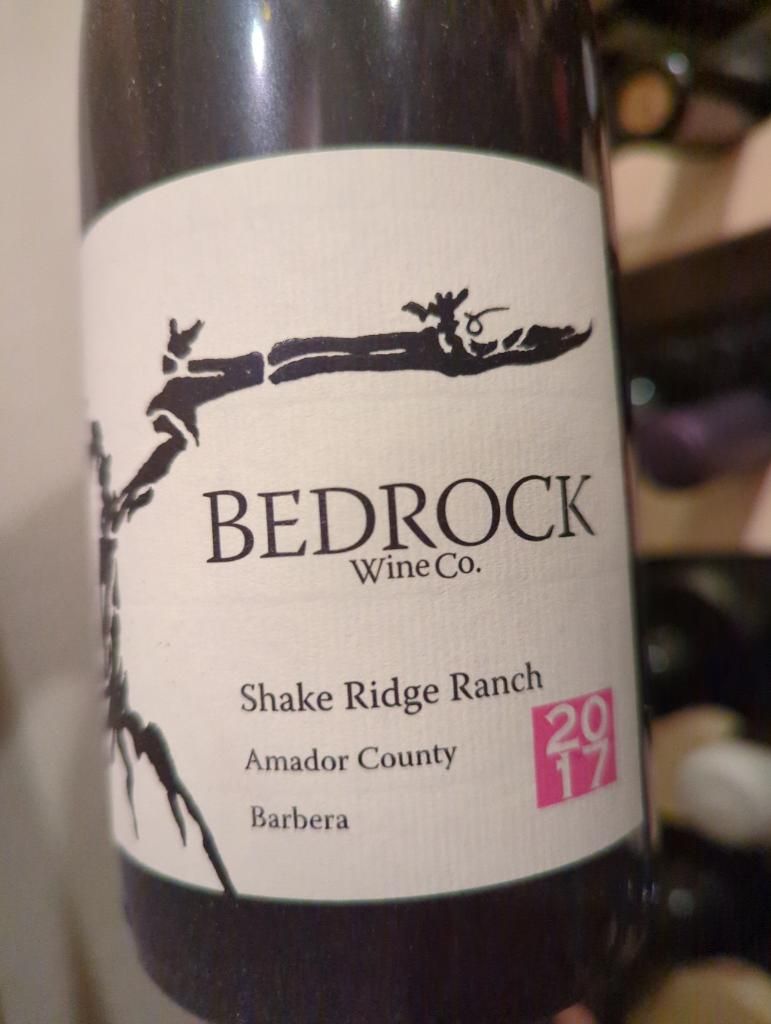 BEDROCK
Wine Co.
Shake Ridge Ranch
Amador County
Barbera
20
17